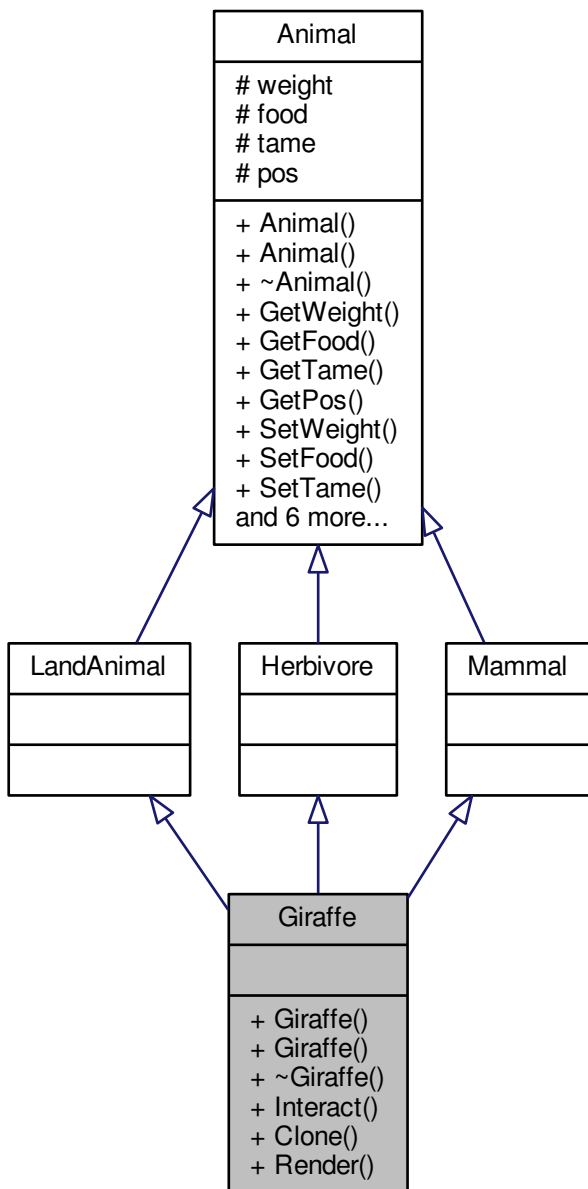 Animal
# weight
# food
# tame
# pos
+ Animal()
+ Animal()
+ ~Animal()
+ GetWeight()
+ GetFood()
+ GetTame()
+ GetPos()
+ SetWeight()
+ SetFood()
+ SetTame()
and 6 more...
LandAnimal
Herbivore
Mammal
Giraffe
+ Giraffe()
+ Giraffe()
+ ~Giraffe()
+ Interact()
+ Clone()
+ Render()